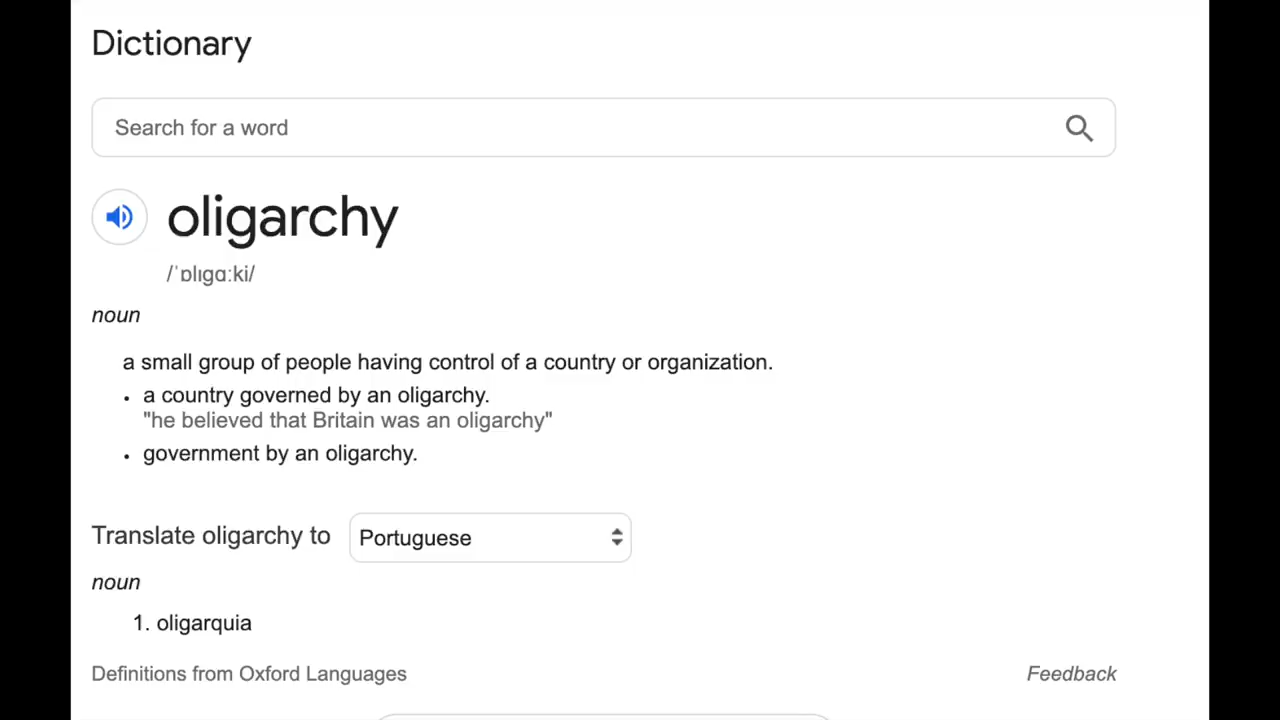 Dictionary
Search for a word
oligarchy
/ˈɒlɪɡɑːki/
noun
a small group of people having control of a country or organization.
• a country governed by an oligarchy.
"he believed that Britain was an oligarchy"
• government by an oligarchy.
Translate oligarchy to Portuguese
noun
1. oligarquia
Definitions from Oxford Languages Feedback